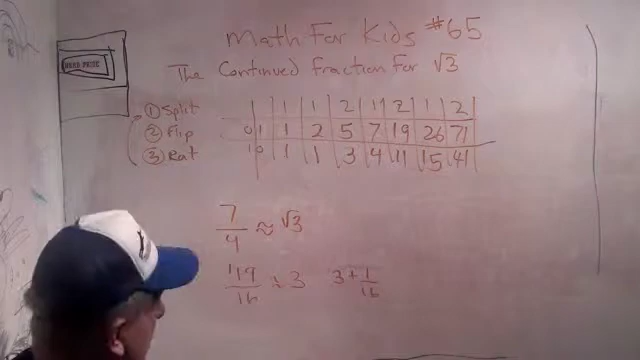 Math For Kids #65
The Continued Fraction For √3
① Split 1 1 2 1 2 1 2
② Flip 0 1 1 2 5 7 19 26 71
③ Rat 1 0 1 1 3 4 11 15 41
7/4 ≈ √3
49/16 ≈ 3 3 + 1/16